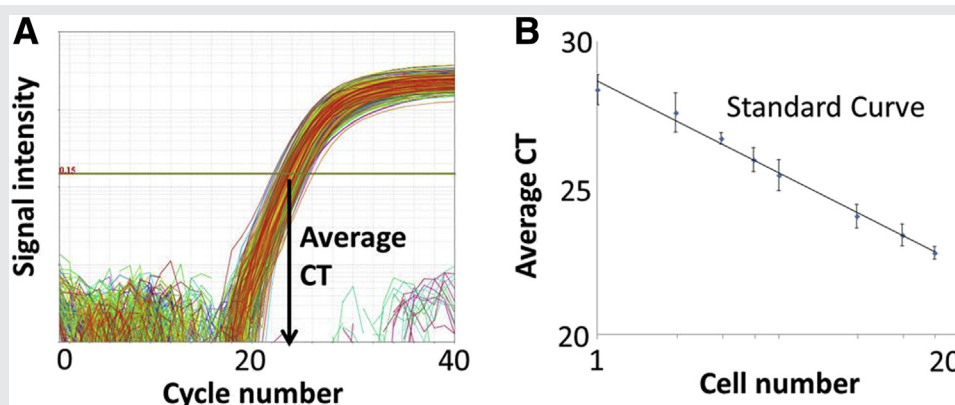 A
Signal intensity
0.15
Average
CT
0
20
40
Cycle number
B
30
25
20
Average CT
Standard Curve
1
20
Cell number